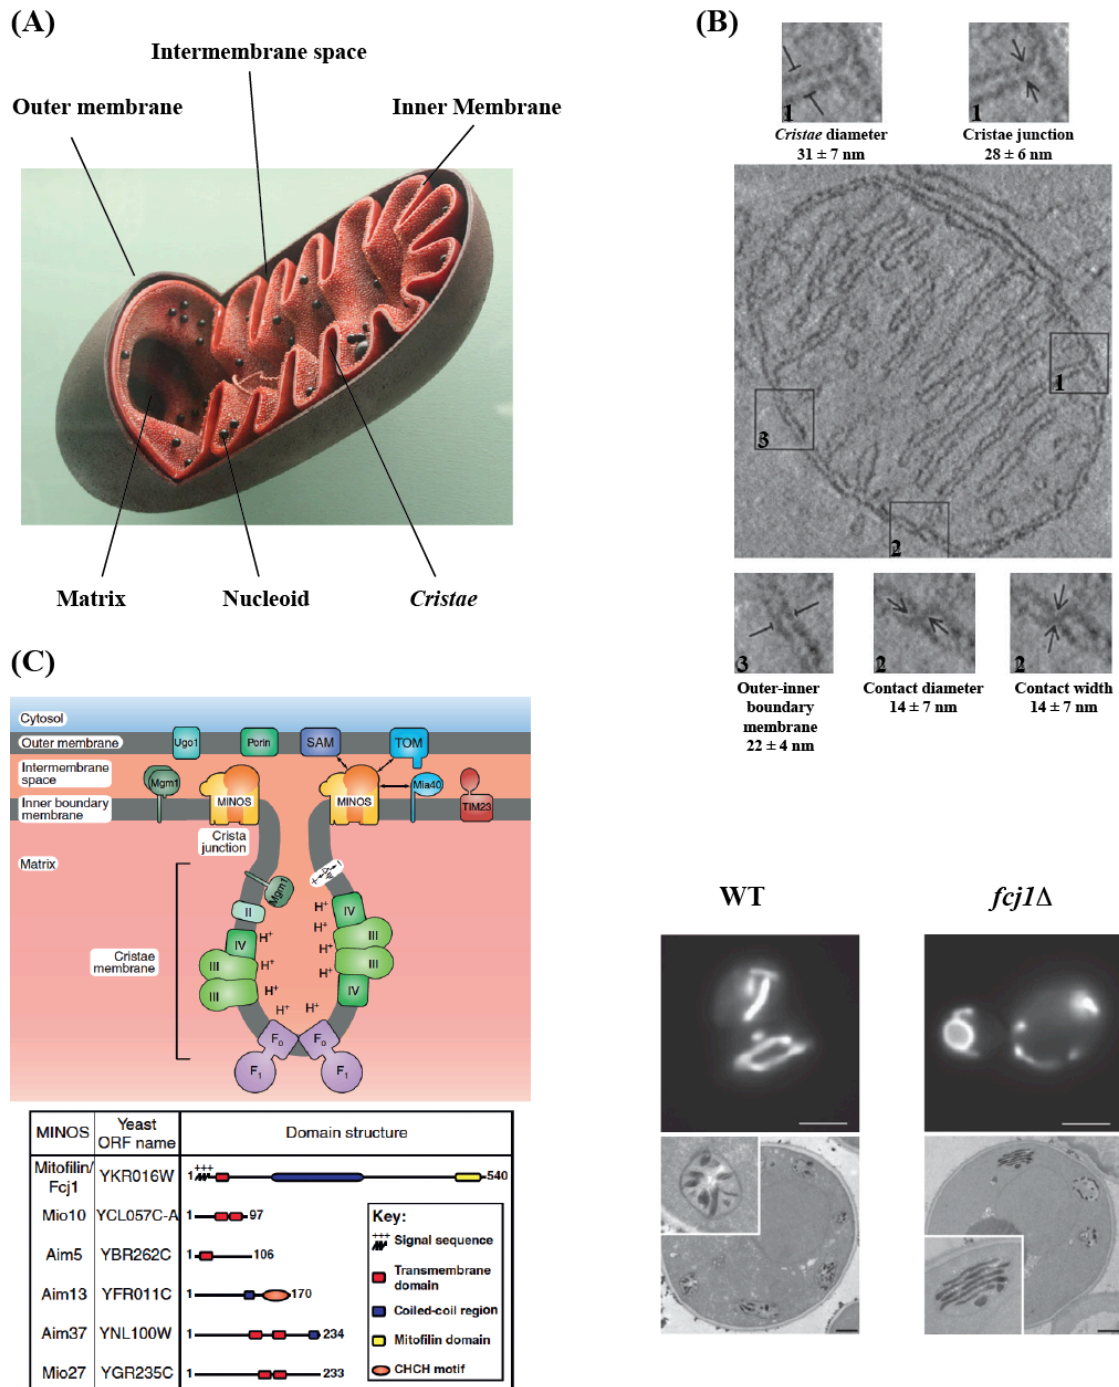 (A)
Intermembrane space
Outer membrane
Inner Membrane
Matrix
Nucleoid
Cristae
(B)
1
Cristae diameter
31 ± 7 nm
1
Cristae junction
28 ± 6 nm
1
3
2
3
Outer-inner
boundary
membrane
22 ± 4 nm
2
Contact diameter
14 ± 7 nm
2
Contact width
14 ± 7 nm
(C)
Cytosol
Outer membrane
Ugo1
Porin
SAM
TOM
Intermembrane
space
Mgm1
MINOS
MINOS
Mia40
TIM23
Inner boundary
membrane
Crista
junction
Matrix
Mgm1
II
IV
III
III
H+
H+
H+
H+
H+
H+
H+
H+
IV
III
III
IV
Cristae
membrane
F0
F0
F1
F1
MINOS
Yeast
ORF name
Domain structure
Mitofilin/
Fcj1
YKR016W
1
+++
540
Mio10
YCL057C-A
1
97
Aim5
YBR262C
1
106
Aim13
YFR011C
1
170
Aim37
YNL100W
1
234
Mio27
YGR235C
1
233
Key:
+++
Signal sequence
Transmembrane
domain
Coiled-coil region
Mitofilin domain
CHCH motif
WT
fcj1Δ